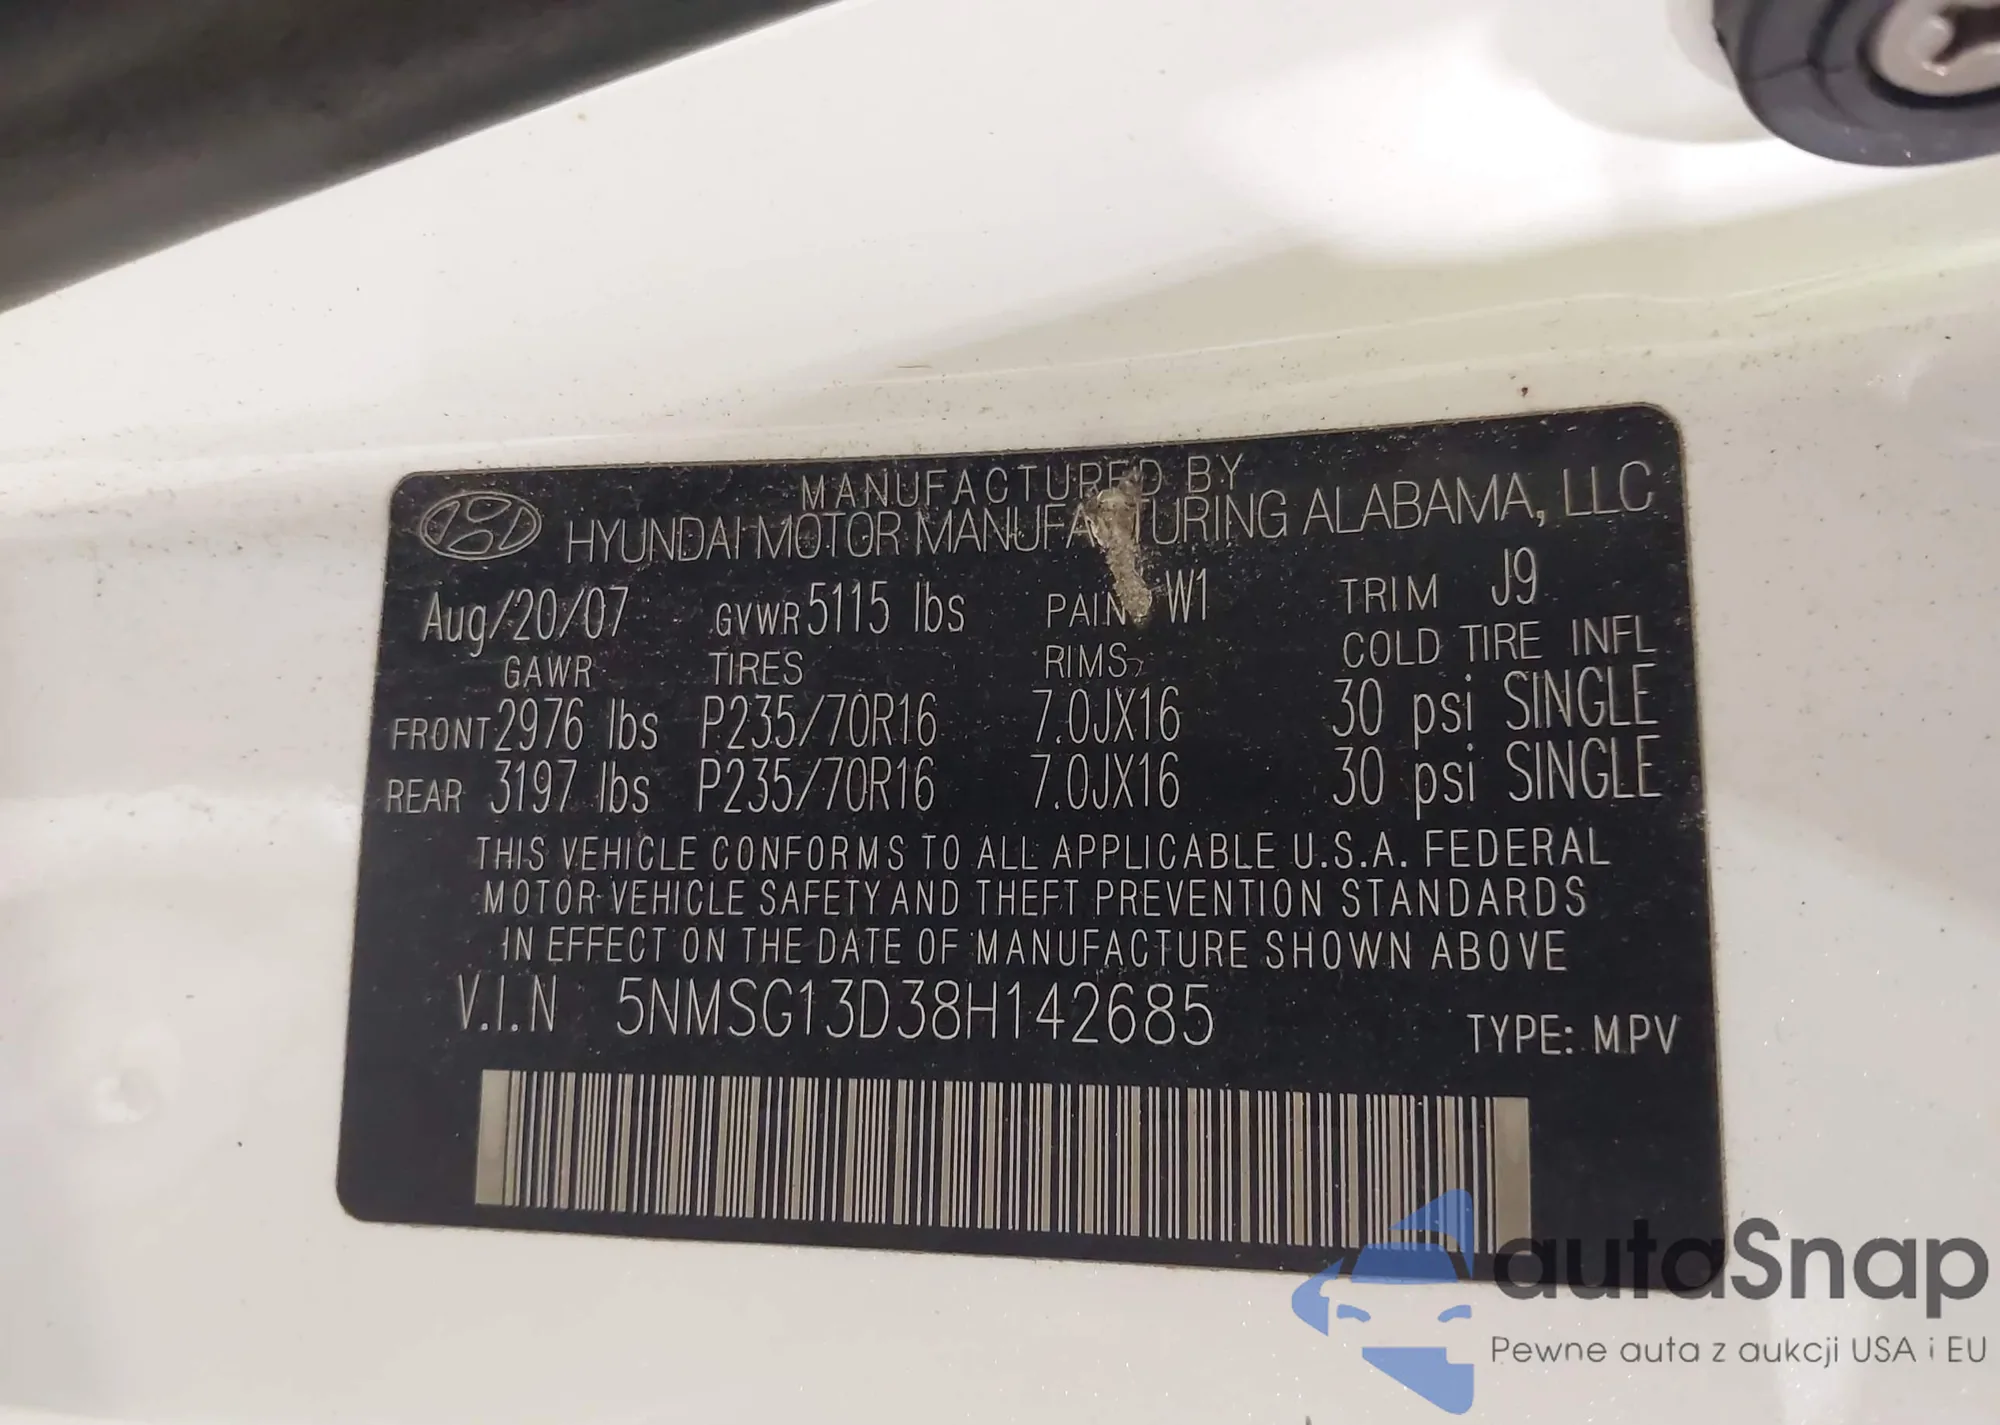 MANUFACTURED BY
HYUNDAI MOTOR MANUFACTURING ALABAMA, LLC
Aug/20/07 GVWR 5115 lbs PAINT W1 TRIM J9
GAWR TIRES RIMS COLD TIRE INFL
FRONT 2976 lbs P235/70R16 7.0JX16 30 psi SINGLE
REAR 3197 lbs P235/70R16 7.0JX16 30 psi SINGLE
THIS VEHICLE CONFORMS TO ALL APPLICABLE U.S.A. FEDERAL
MOTOR VEHICLE SAFETY AND THEFT PREVENTION STANDARDS
IN EFFECT ON THE DATE OF MANUFACTURE SHOWN ABOVE
V.I.N 5NMSG13D38H142685
TYPE: MPV
autaSnap
Pewne auta z aukcji USA i EU